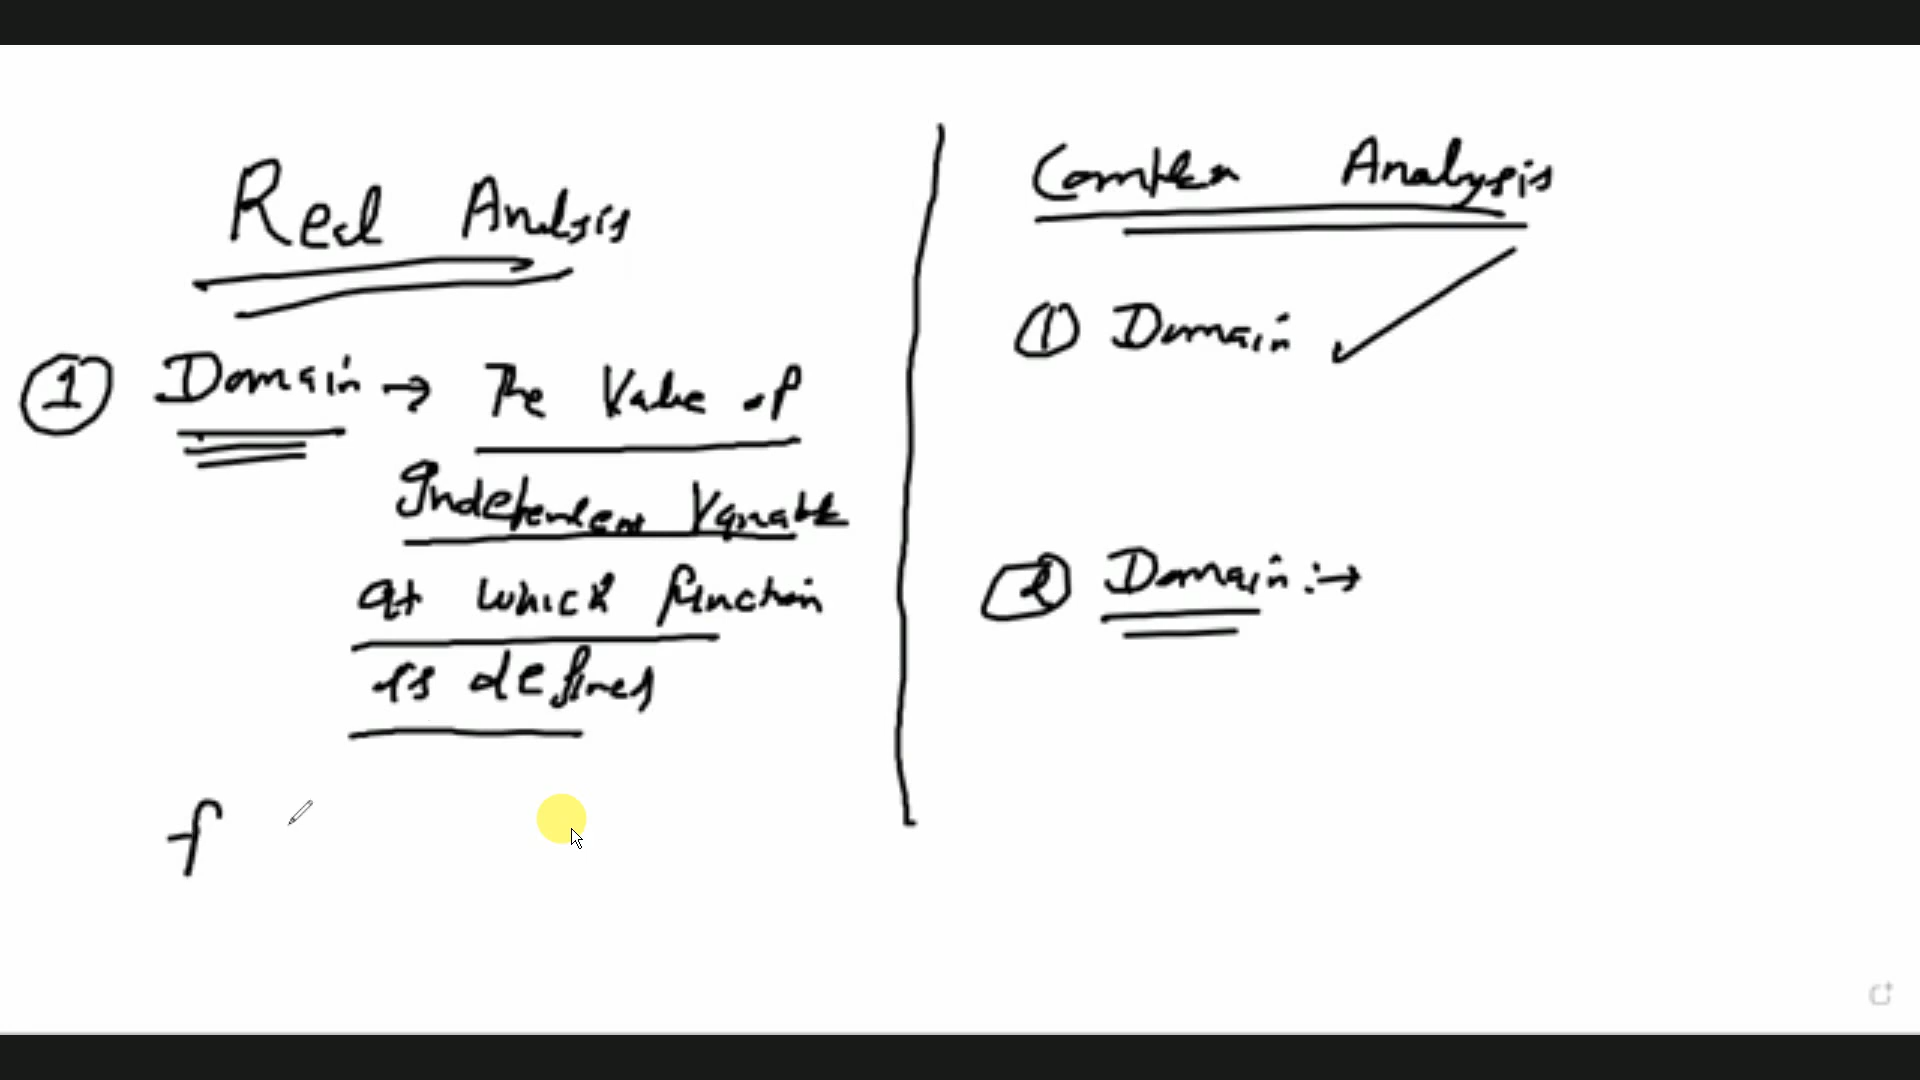 Real Analysis
① Domain → The Value of
Independent Variable
at which function
is defined
f
Complex Analysis
① Domain ✓
② Domain :→